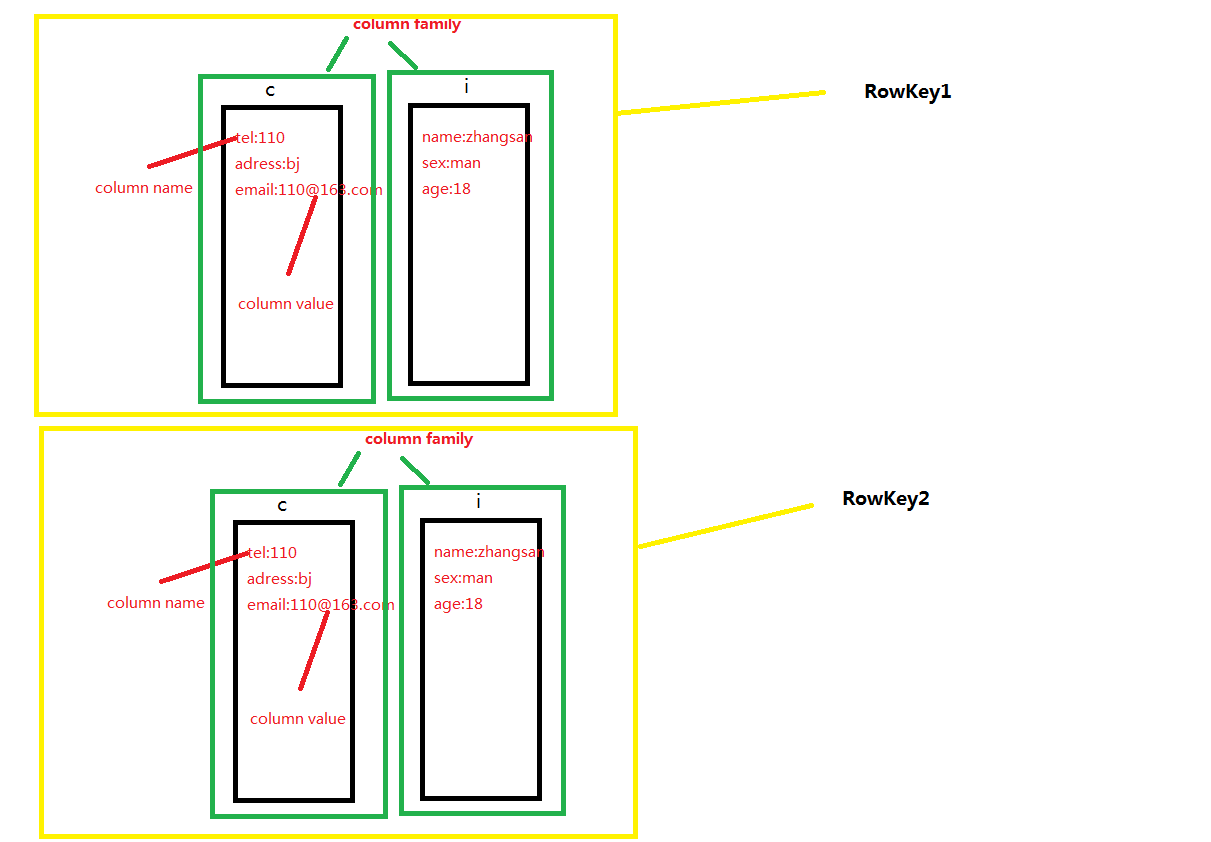 column family
c
i
RowKey1
tel:110
adress:bj
email:110@163.com
name:zhangsan
sex:man
age:18
column name
column value
column family
c
i
RowKey2
tel:110
adress:bj
email:110@163.com
name:zhangsan
sex:man
age:18
column name
column value